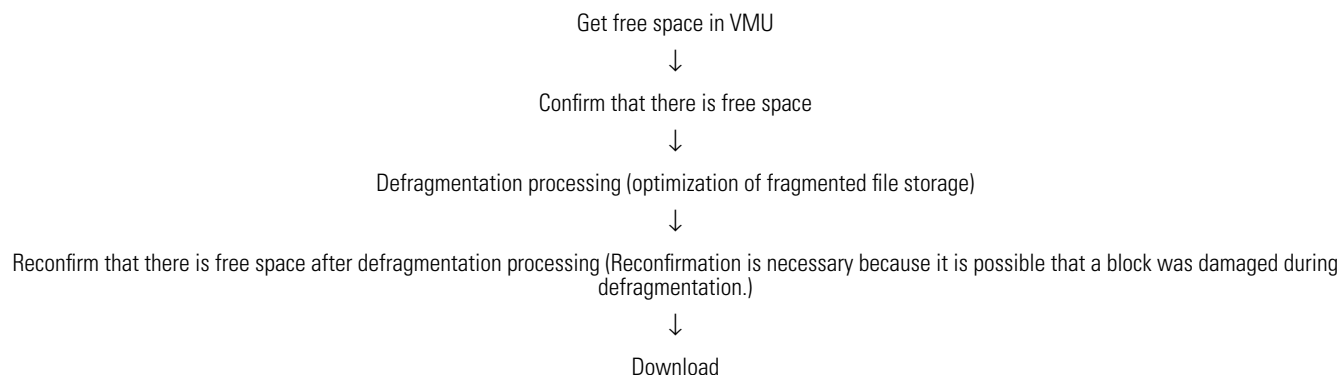 Get free space in VMU
↓
Confirm that there is free space
↓
Defragmentation processing (optimization of fragmented file storage)
↓
Reconfirm that there is free space after defragmentation processing (Reconfirmation is necessary because it is possible that a block was damaged during
defragmentation.)
↓
Download